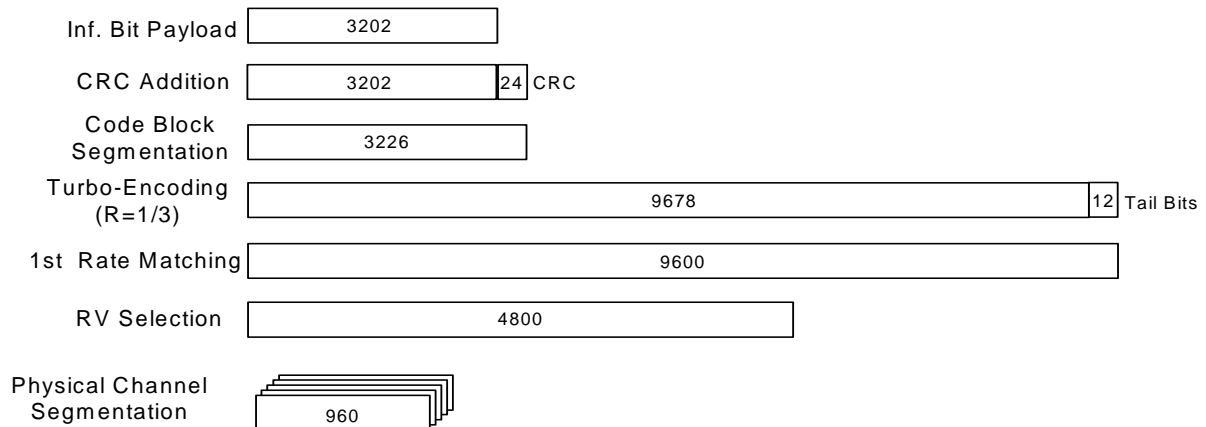 Inf. Bit Payload 3202
CRC Addition 3202 24 CRC
Code Block
Segmentation 3226
Turbo-Encoding
(R=1/3) 9678 12 Tail Bits
1st Rate Matching 9600
RV Selection 4800
Physical Channel
Segmentation 960